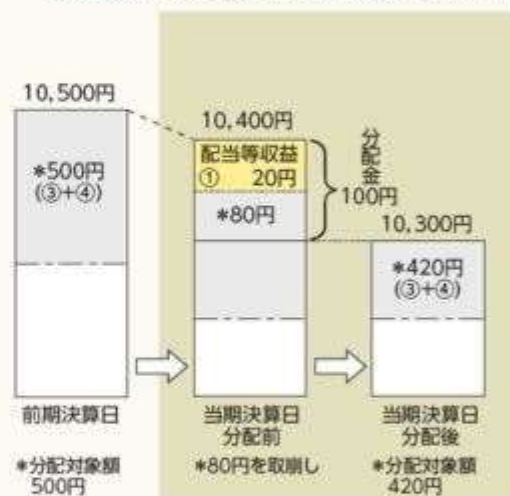 10,500円
*500円
(③+④)
前期決算日
*分配対象額
500円
10,400円
配当等収益
① 20円
*80円
分配金
100円
当期決算日
分配前
*80円を取崩し
10,300円
*420円
(③+④)
当期決算日
分配後
*分配対象額
420円